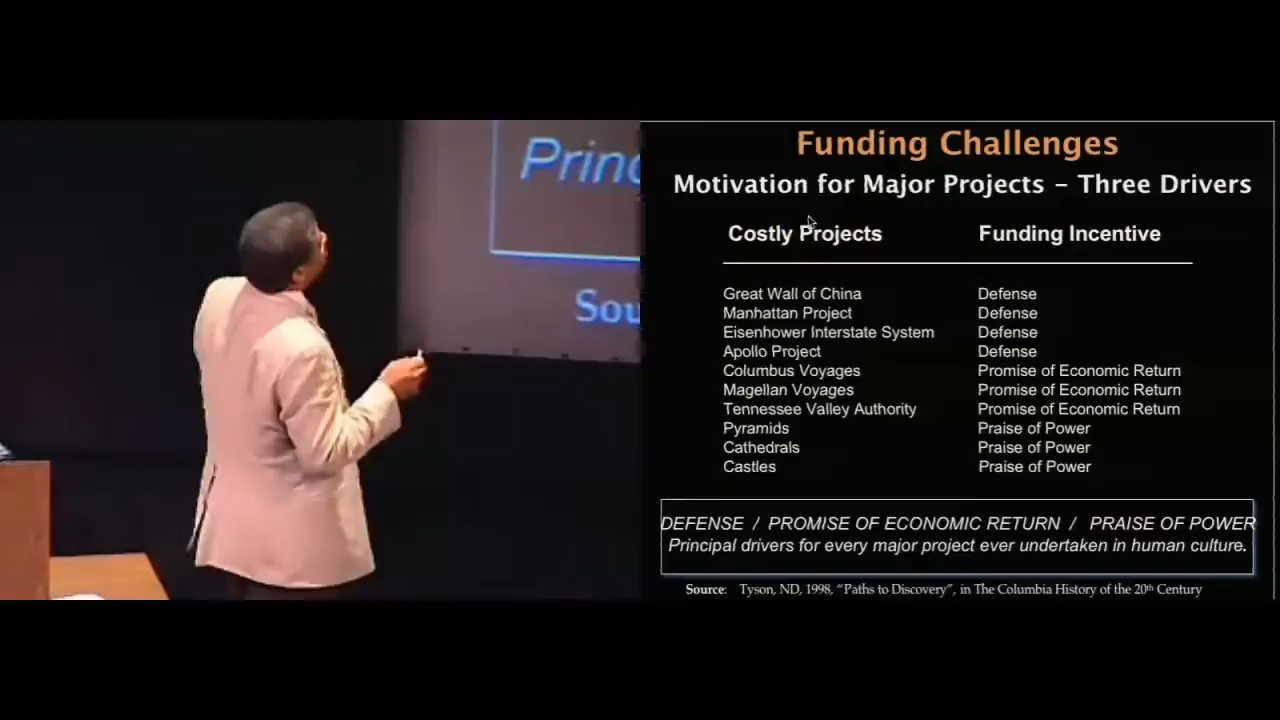 Prin
Sou
Funding Challenges
Motivation for Major Projects – Three Drivers
Costly Projects Funding Incentive
Great Wall of China Defense
Manhattan Project Defense
Eisenhower Interstate System Defense
Apollo Project Defense
Columbus Voyages Promise of Economic Return
Magellan Voyages Promise of Economic Return
Tennessee Valley Authority Promise of Economic Return
Pyramids Praise of Power
Cathedrals Praise of Power
Castles Praise of Power
DEFENSE / PROMISE OF ECONOMIC RETURN / PRAISE OF POWER
Principal drivers for every major project ever undertaken in human culture.
Source: Tyson, ND, 1998, “Paths to Discovery”, in The Columbia History of the 20th Century